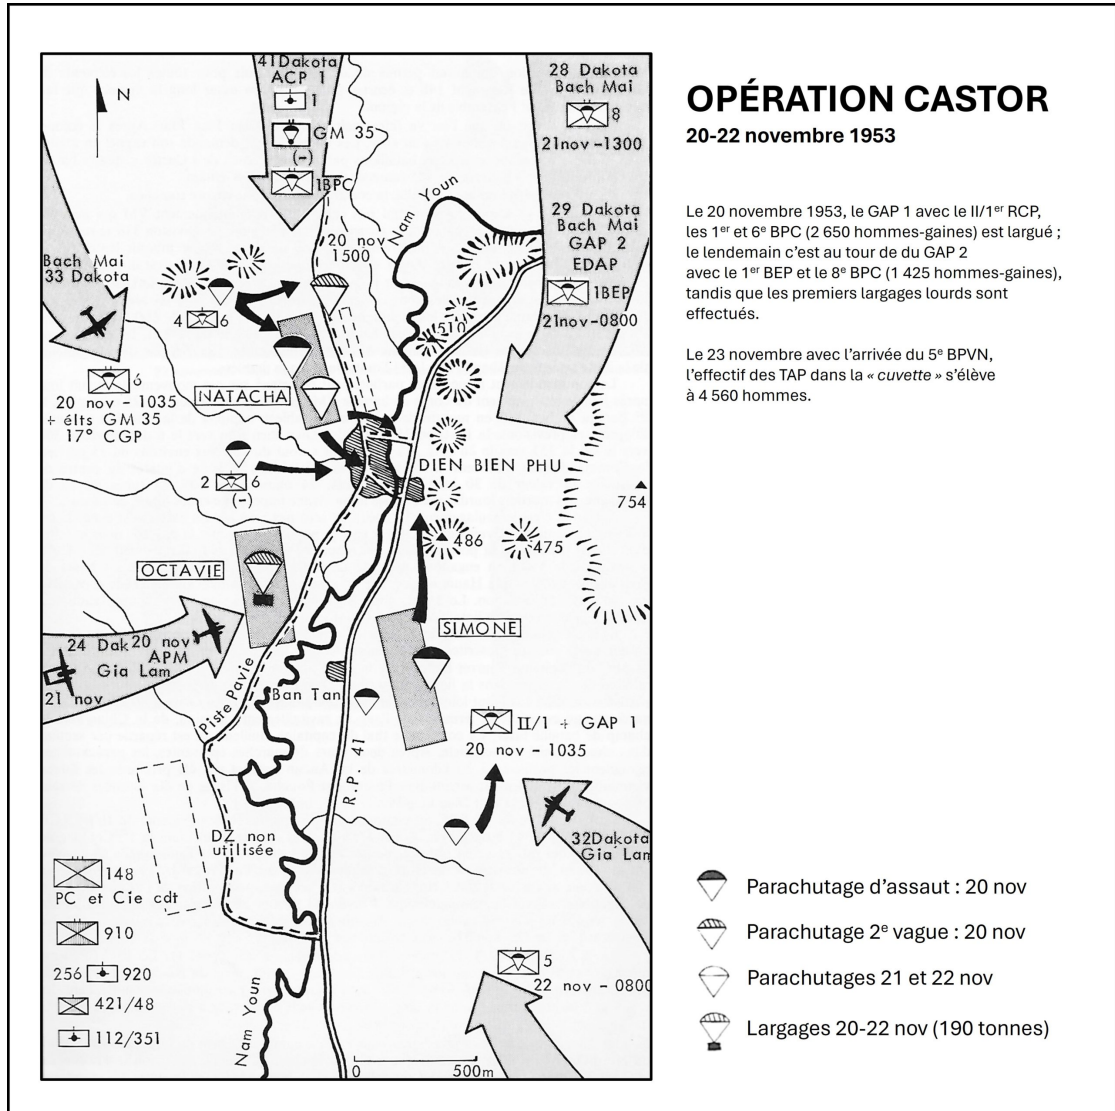 OPÉRATION CASTOR
20-22 novembre 1953
Le 20 novembre 1953, le GAP 1 avec le II/1er RCP,
les 1er et 6e BPC (2 650 hommes-gaines) est largué ;
le lendemain c’est au tour de du GAP 2
avec le 1er BEP et le 8e BPC (1 425 hommes-gaines),
tandis que les premiers largages lourds sont
effectués.
Le 23 novembre avec l’arrivée du 5e BPVN,
l’effectif des TAP dans la « cuvette » s’élève
à 4 560 hommes.
41Dakota
ACP 1
1
GM 35
(-)
1BPC
N
28 Dakota
Bach Mai
8
21nov-1300
29 Dakota
Bach Mai
GAP 2
EDAP
1BEP
21nov-0800
Nam Youn
20 nov
1500
Bach Mai
33 Dakota
4 6
510
6
20 nov - 1035
+ élts GM 35
17° CGP
NATACHA
DIEN BIEN PHU
2 6
(-)
754
486
475
OCTAVIE
SIMONE
24 Dak
20 nov
APM
Gia Lam
21 nov
Piste Pavie
Ban Tan
II/1 + GAP 1
20 nov - 1035
R.P. 41
DZ non
utilisée
32Dakota
Gia Lam
148
PC et Cie cdt
910
256 920
421/48
112/351
5
22 nov - 0800
Nam Youn
0 500m
Parachutage d’assaut : 20 nov
Parachutage 2e vague : 20 nov
Parachutages 21 et 22 nov
Largages 20-22 nov (190 tonnes)